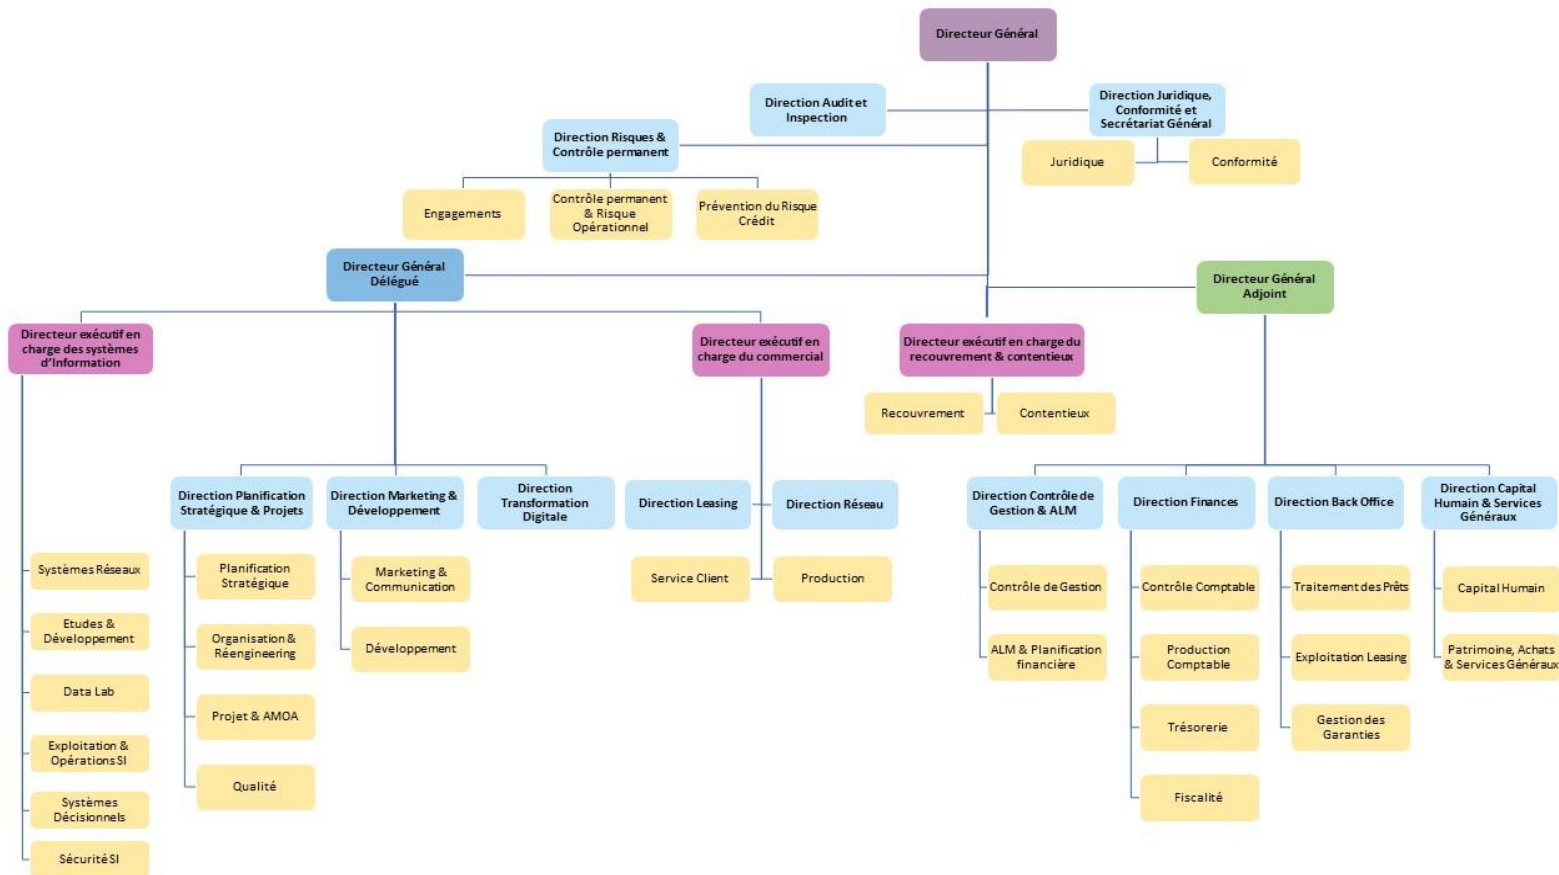 Directeur Général
Direction Audit et
Inspection
Direction Juridique,
Conformité et
Secrétariat Général
Direction Risques &
Contrôle permanent
Juridique
Conformité
Engagements
Contrôle permanent
& Risque
Opérationnel
Prévention du Risque
Crédit
Directeur Général
Délégué
Directeur Général
Adjoint
Directeur exécutif en
charge des systèmes
d’Information
Directeur exécutif en
charge du commercial
Directeur exécutif en charge du
recouvrement & contentieux
Recouvrement
Contentieux
Direction Planification
Stratégique & Projets
Direction Marketing &
Développement
Direction
Transformation
Digitale
Direction Leasing
Direction Réseau
Direction Contrôle de
Gestion & ALM
Direction Finances
Direction Back Office
Direction Capital
Humain & Services
Généraux
Systèmes Réseaux
Etudes &
Développement
Data Lab
Exploitation &
Opérations SI
Systèmes
Décisionnels
Sécurité SI
Planification
Stratégique
Organisation &
Réengineering
Projet & AMOA
Qualité
Marketing &
Communication
Développement
Service Client
Production
Contrôle de Gestion
ALM & Planification
financière
Contrôle Comptable
Production
Comptable
Trésorerie
Fiscalité
Traitement des Prêts
Exploitation Leasing
Gestion des
Garanties
Capital Humain
Patrimoine, Achats
& Services Généraux